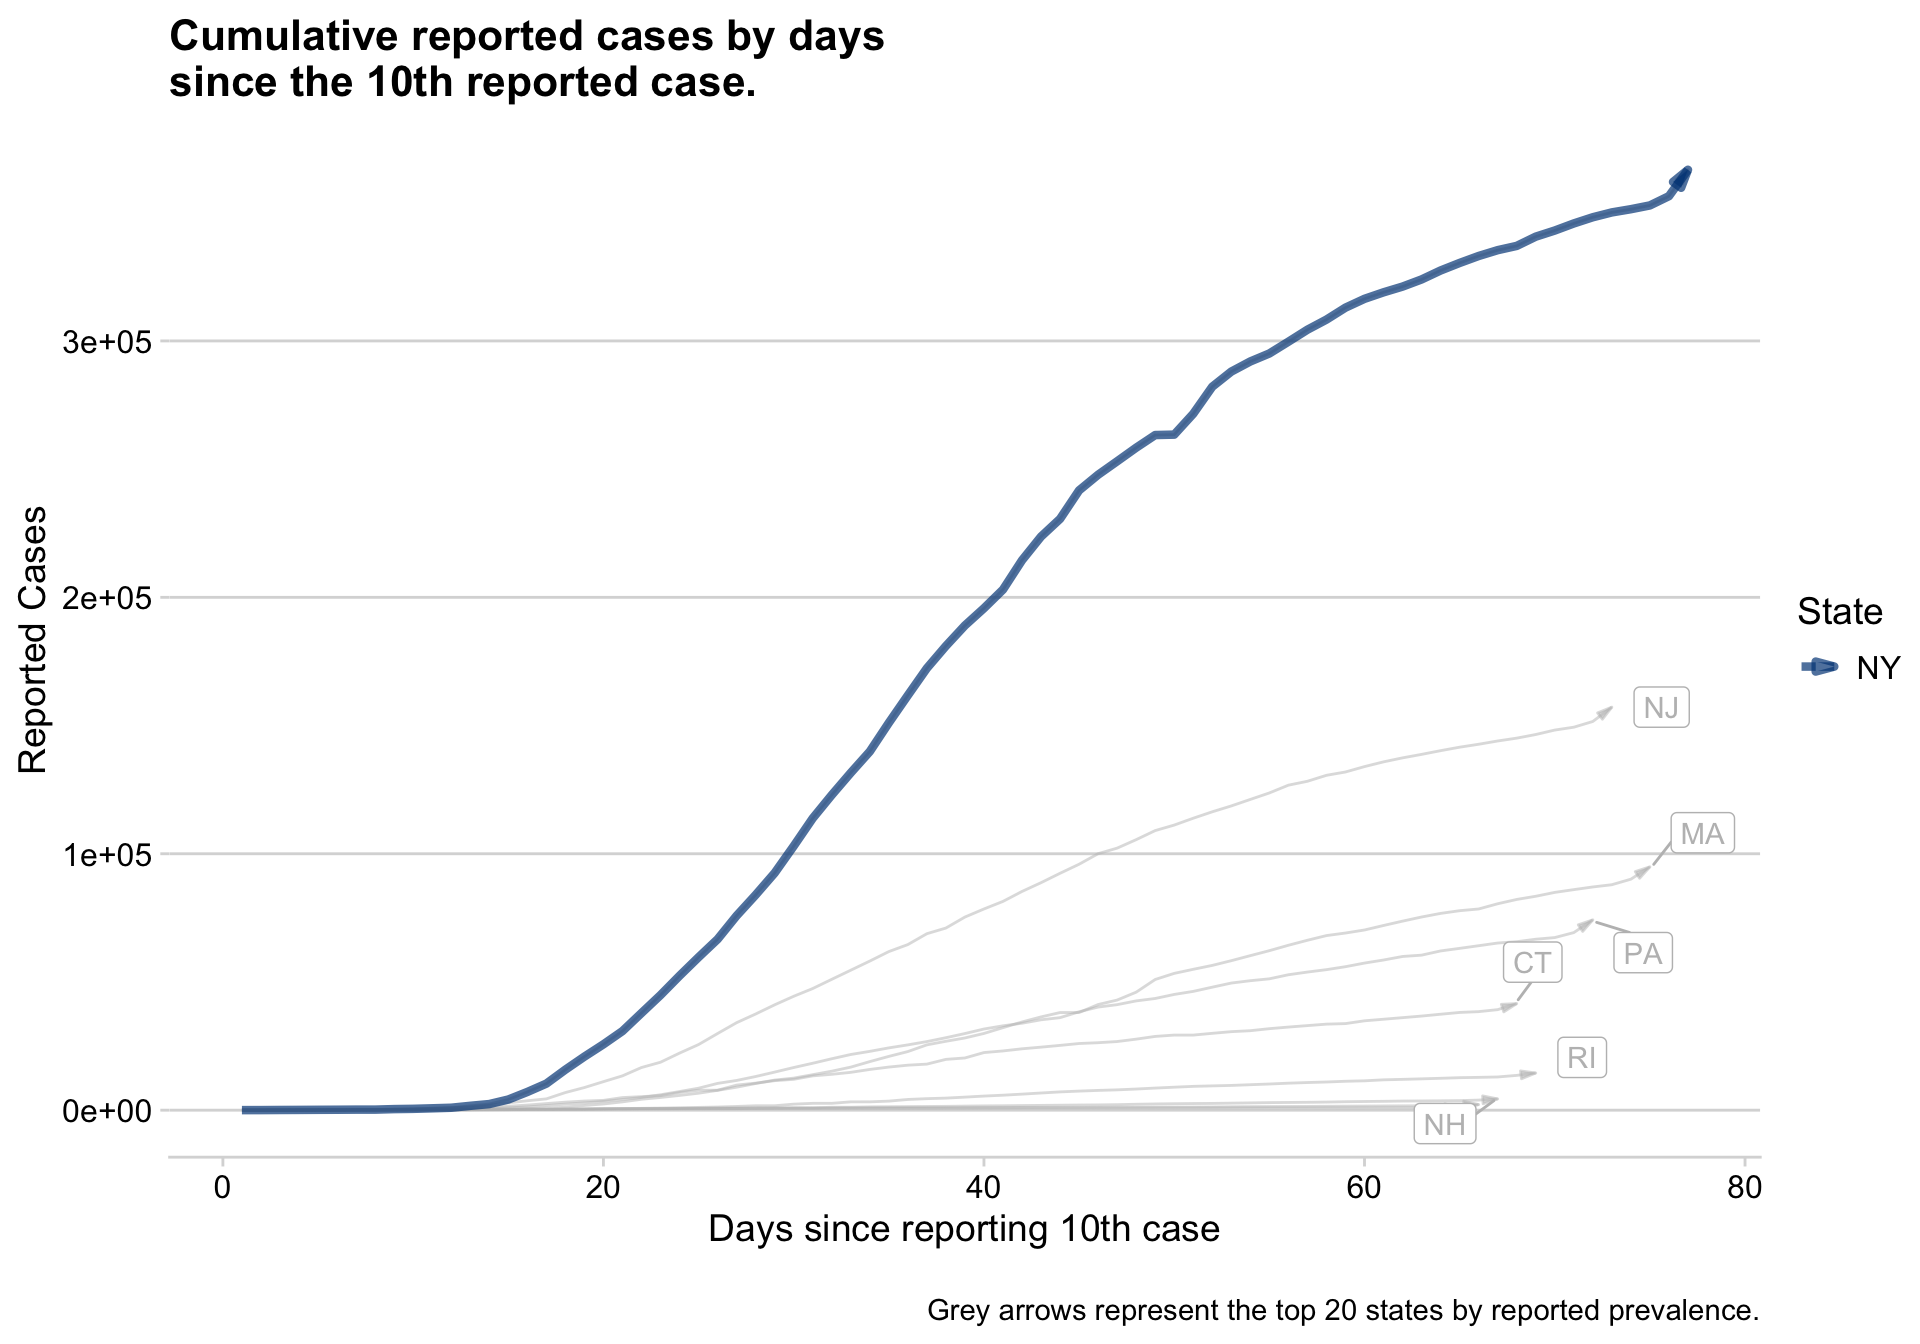 Cumulative reported cases by days
since the 10th reported case.
3e+05
2e+05
1e+05
0e+00
Reported Cases
NJ
MA
PA
CT
RI
NH
State
NY
0 20 40 60 80
Days since reporting 10th case
Grey arrows represent the top 20 states by reported prevalence.